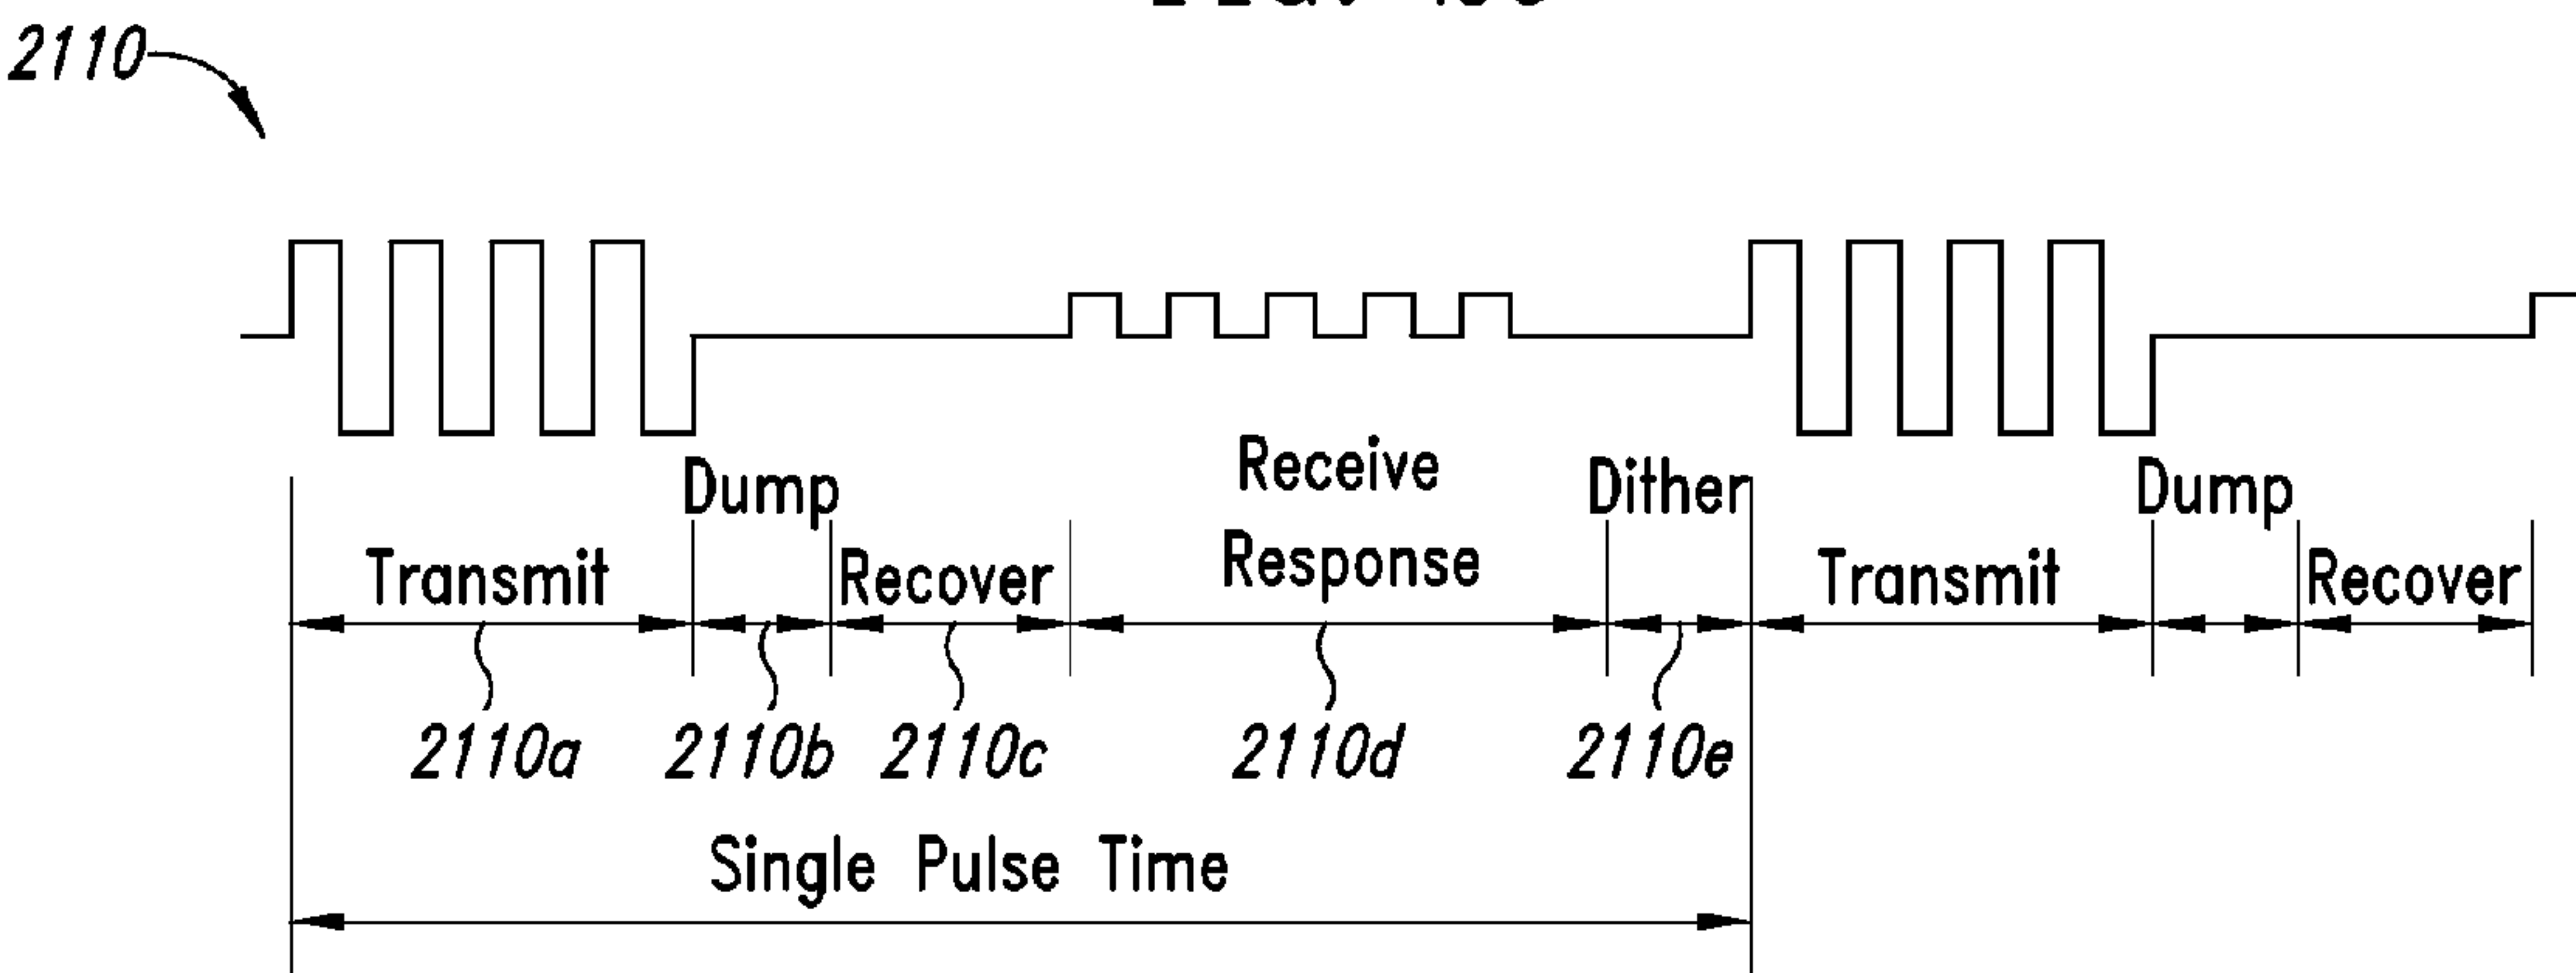 2110
Dump
Receive
Dither
Dump
Transmit
Recover
Response
Transmit
Recover
2110a
2110b
2110c
2110d
2110e
Single Pulse Time